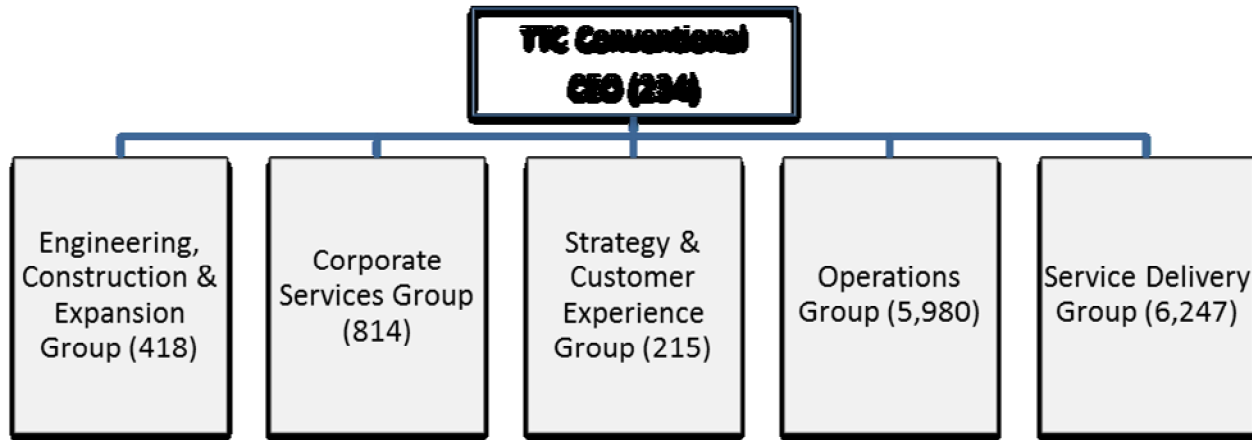 TTC Conventional
CEO (234)
Engineering,
Construction &
Expansion
Group (418)
Corporate
Services Group
(814)
Strategy &
Customer
Experience
Group (215)
Operations
Group (5,980)
Service Delivery
Group (6,247)